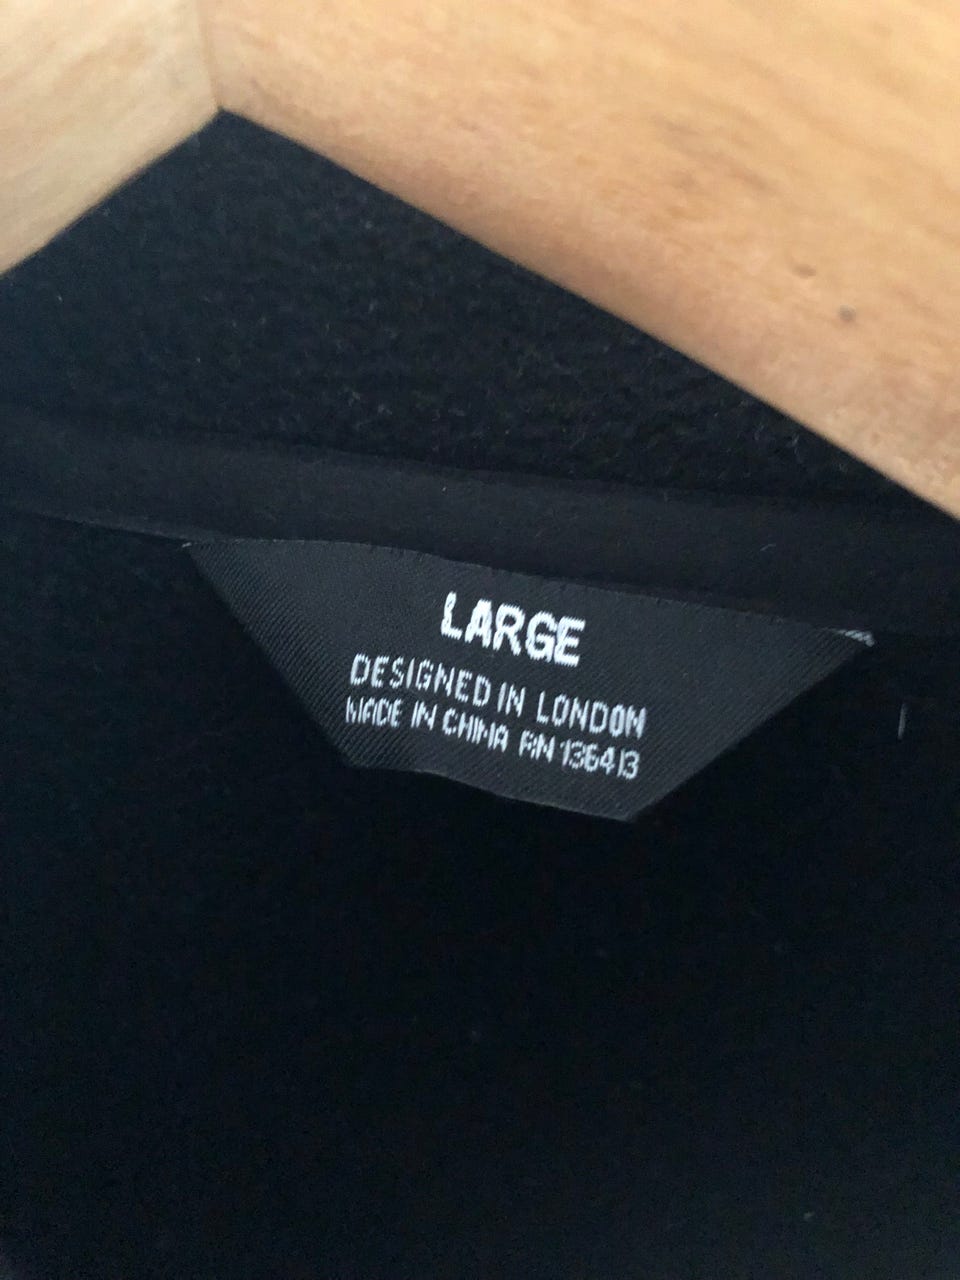 LARGE
DESIGNED IN LONDON
MADE IN CHINA RN 136413